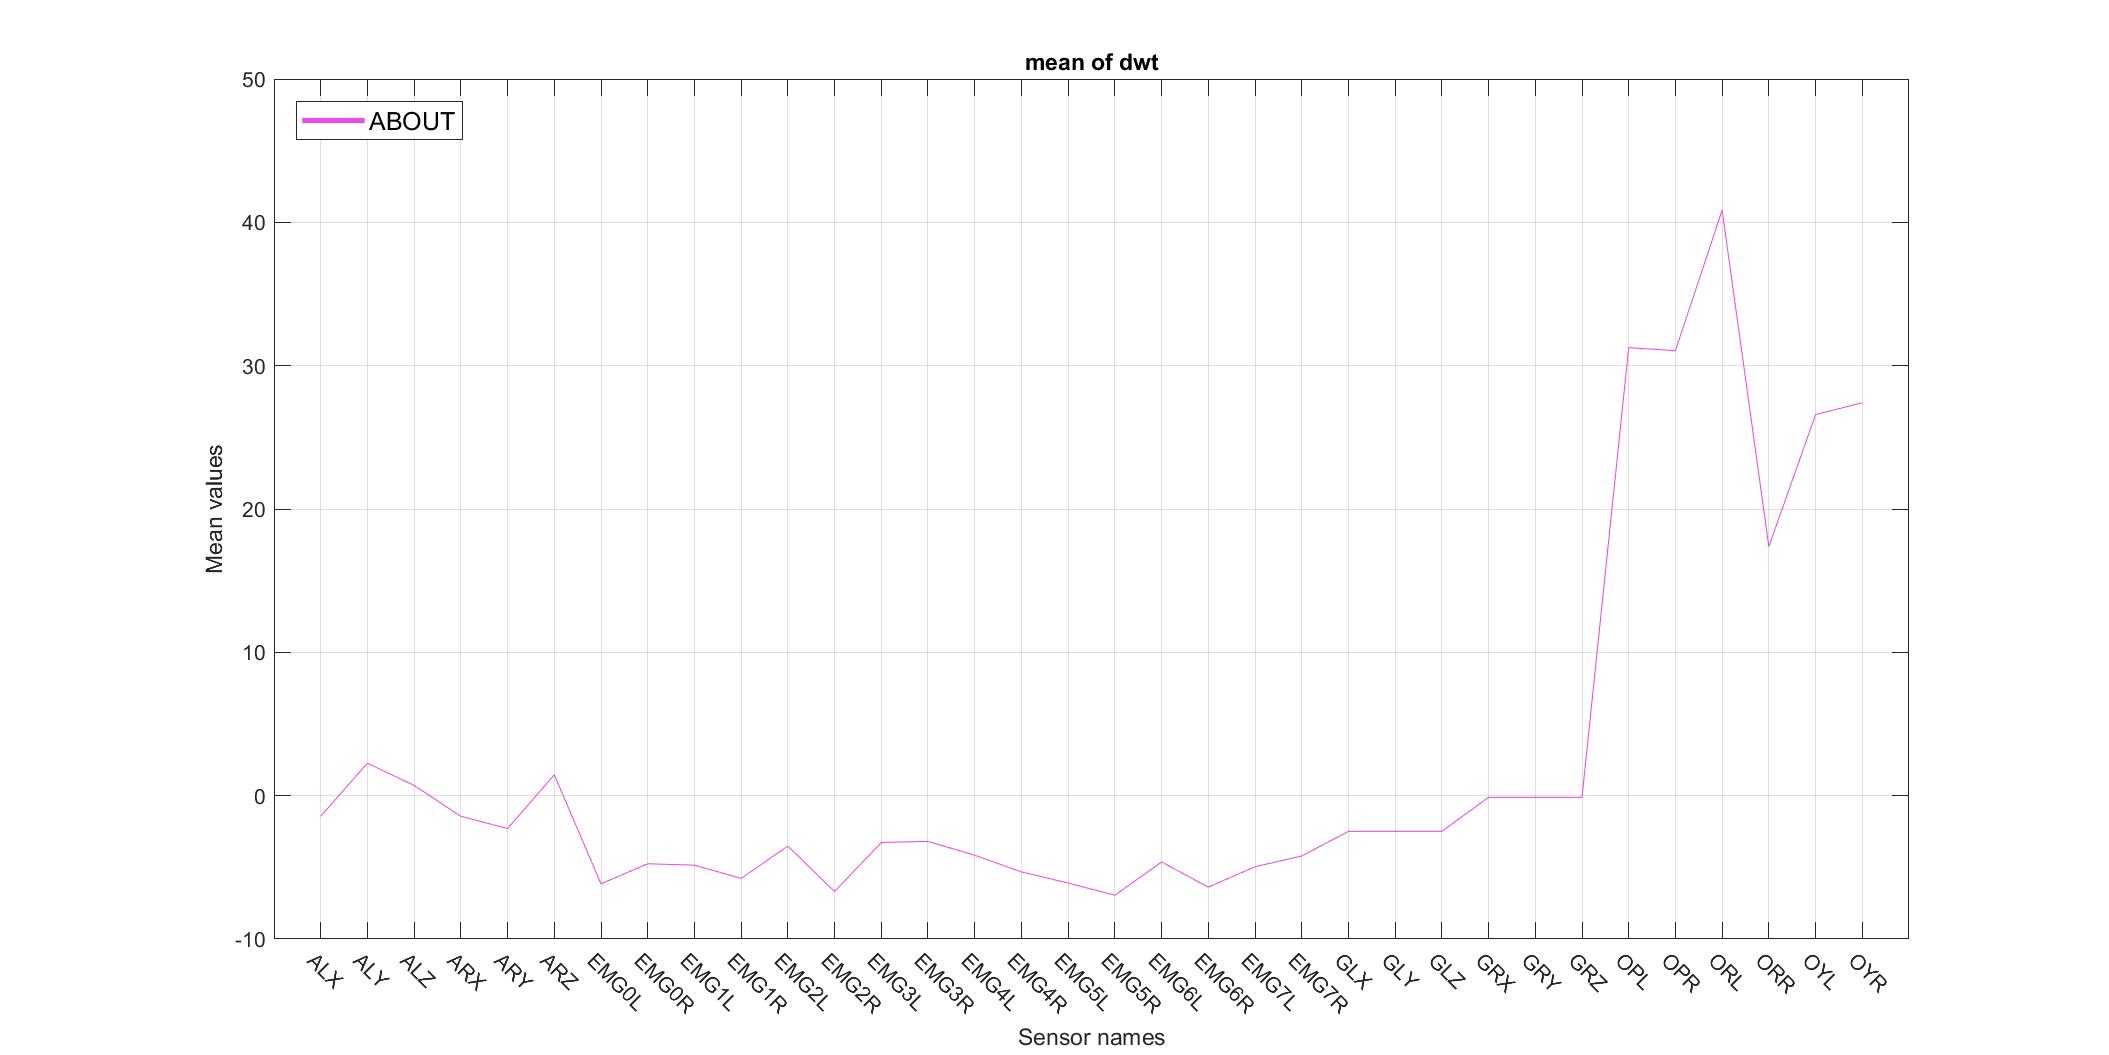 mean of dwt
50
40
30
20
10
0
-10
Mean values
ABOUT
ALX
ALY
ALZ
ARX
ARY
ARZ
EMG0L
EMG0R
EMG1L
EMG1R
EMG2L
EMG2R
EMG3L
EMG3R
EMG4L
EMG4R
EMG5L
EMG5R
EMG6L
EMG6R
EMG7L
EMG7R
GLX
GLY
GLZ
GRX
GRY
GRZ
OPL
OPR
ORL
ORR
OYL
OYR
Sensor names